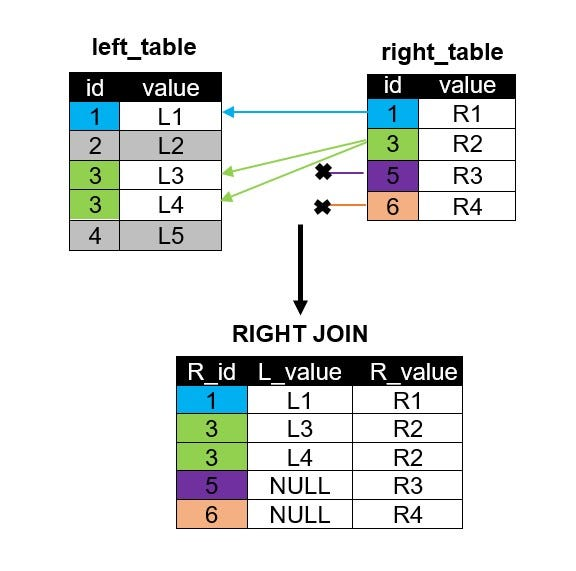 left_table
id value
1 L1
2 L2
3 L3
3 L4
4 L5
right_table
id value
1 R1
3 R2
5 R3
6 R4
RIGHT JOIN
R_id L_value R_value
1 L1 R1
3 L3 R2
3 L4 R2
5 NULL R3
6 NULL R4